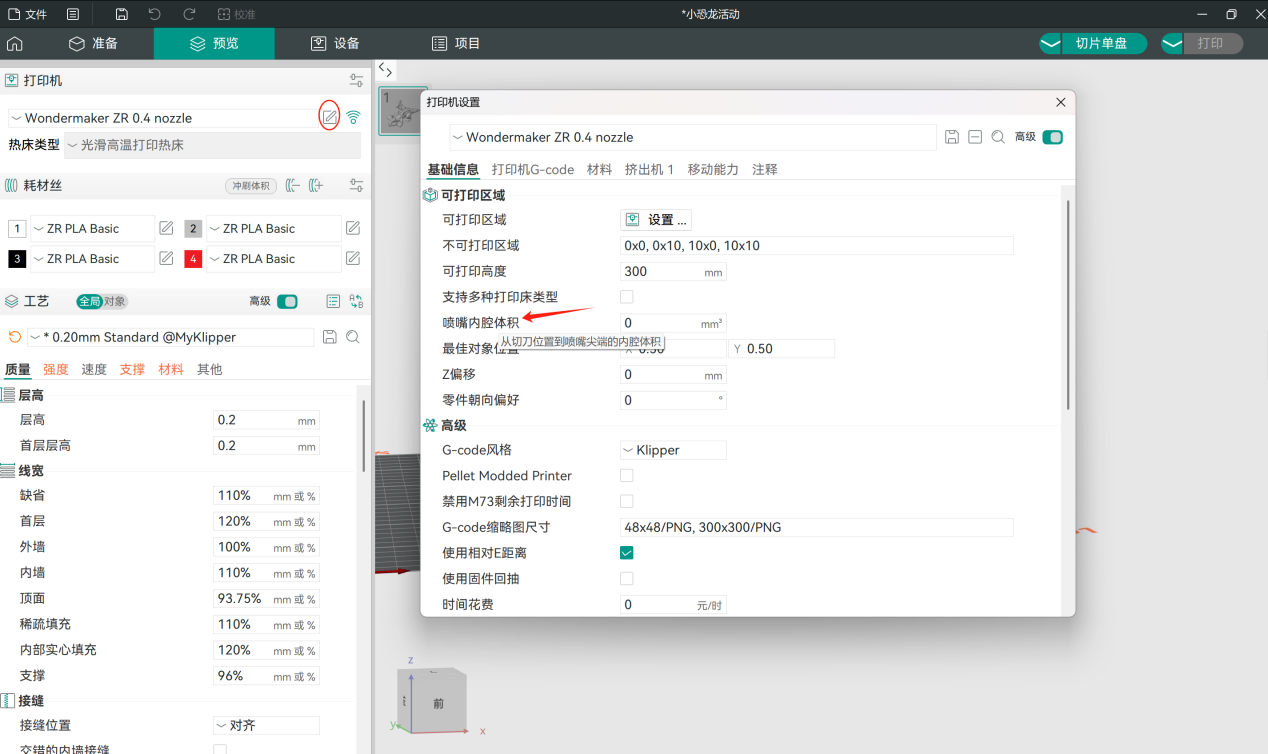 文件 校准 *小恐龙活动
准备 预览 设备 项目 切片单盘 打印
打印机
Wondermaker ZR 0.4 nozzle
热床类型 光滑高温打印热床
耗材丝 冲刷体积
1 ZR PLA Basic 2 ZR PLA Basic
3 ZR PLA Basic 4 ZR PLA Basic
工艺 全局 对象 高级
* 0.20mm Standard @MyKlipper
质量 强度 速度 支撑 材料 其他
层高
层高 0.2 mm
首层层高 0.2 mm
线宽
缺省 110% mm 或 %
首层 120% mm 或 %
外墙 100% mm 或 %
内墙 110% mm 或 %
顶面 93.75% mm 或 %
稀疏填充 110% mm 或 %
内部实心填充 120% mm 或 %
支撑 96% mm 或 %
接缝
接缝位置 对齐
交错的内墙接缝
1
打印机设置
Wondermaker ZR 0.4 nozzle 高级
基础信息 打印机G-code 材料 挤出机 1 移动能力 注释
可打印区域
可打印区域 设置 ...
不可打印区域 0x0, 0x10, 10x0, 10x10
可打印高度 300 mm
支持多种打印床类型
喷嘴内腔体积 0 mm³
从切刀位置到喷嘴尖端的内腔体积
最佳对象位置 X 0.50 Y 0.50
Z偏移 0 mm
零件朝向偏好 0 °
高级
G-code风格 Klipper
Pellet Modded Printer
禁用M73剩余打印时间
G-code缩略图尺寸 48x48/PNG, 300x300/PNG
使用相对E距离
使用固件回抽
时间花费 0 元/时
z
前
y x